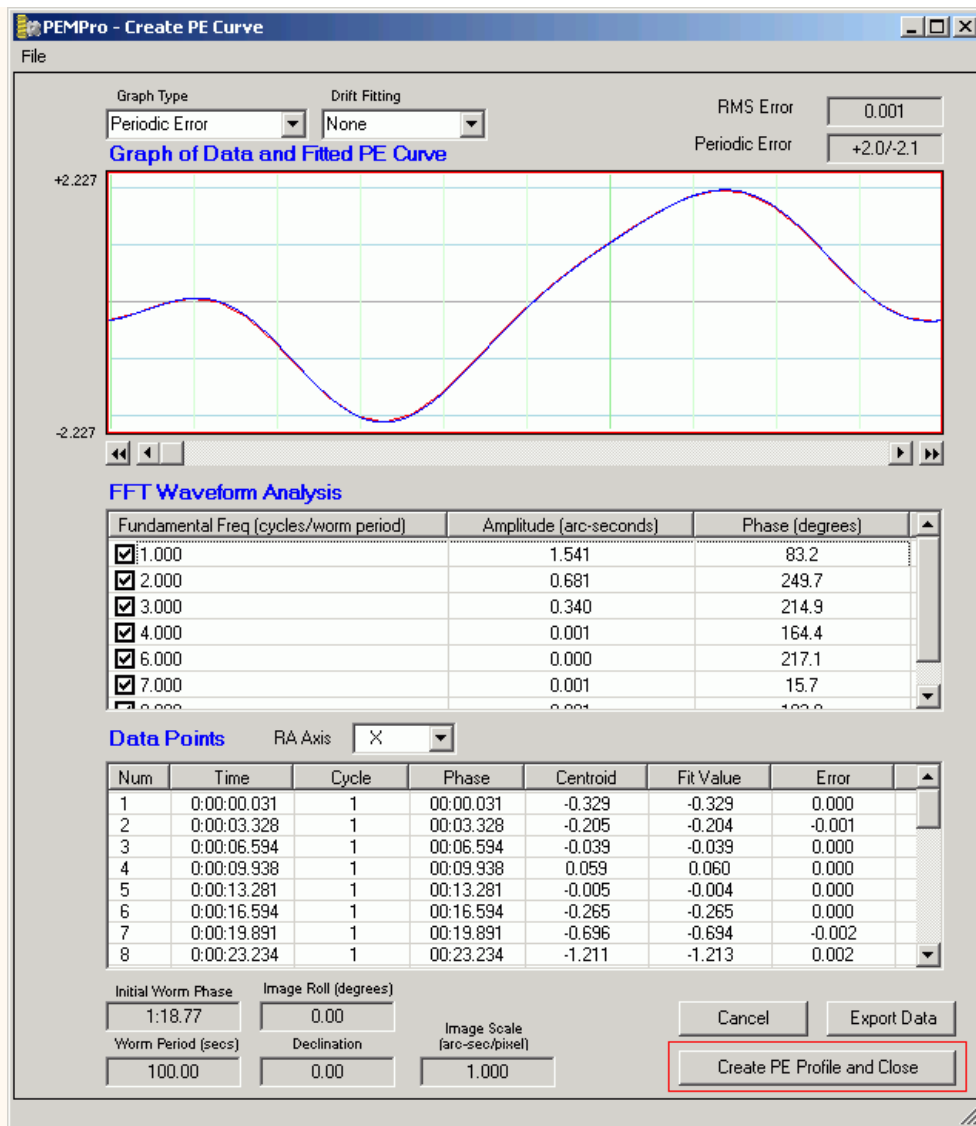 PEMPro - Create PE Curve
File
Graph Type
Drift Fitting
Periodic Error
None
RMS Error
0.001
Periodic Error
+2.0/-2.1
Graph of Data and Fitted PE Curve
+2.227
-2.227
FFT Waveform Analysis
Fundamental Freq (cycles/worm period) Amplitude (arc-seconds) Phase (degrees)
1.000 1.541 83.2
2.000 0.681 249.7
3.000 0.340 214.9
4.000 0.001 164.4
6.000 0.000 217.1
7.000 0.001 15.7
Data Points
RA Axis
X
Num Time Cycle Phase Centroid Fit Value Error
1 0:00:00.031 1 00:00.031 -0.329 -0.329 0.000
2 0:00:03.328 1 00:03.328 -0.205 -0.204 -0.001
3 0:00:06.594 1 00:06.594 -0.039 -0.039 0.000
4 0:00:09.938 1 00:09.938 0.059 0.060 0.000
5 0:00:13.281 1 00:13.281 -0.005 -0.004 0.000
6 0:00:16.594 1 00:16.594 -0.265 -0.265 0.000
7 0:00:19.891 1 00:19.891 -0.696 -0.694 -0.002
8 0:00:23.234 1 00:23.234 -1.211 -1.213 0.002
Initial Worm Phase
1:18.77
Image Roll (degrees)
0.00
Worm Period (secs)
100.00
Declination
0.00
Image Scale
(arc-sec/pixel)
1.000
Cancel
Export Data
Create PE Profile and Close